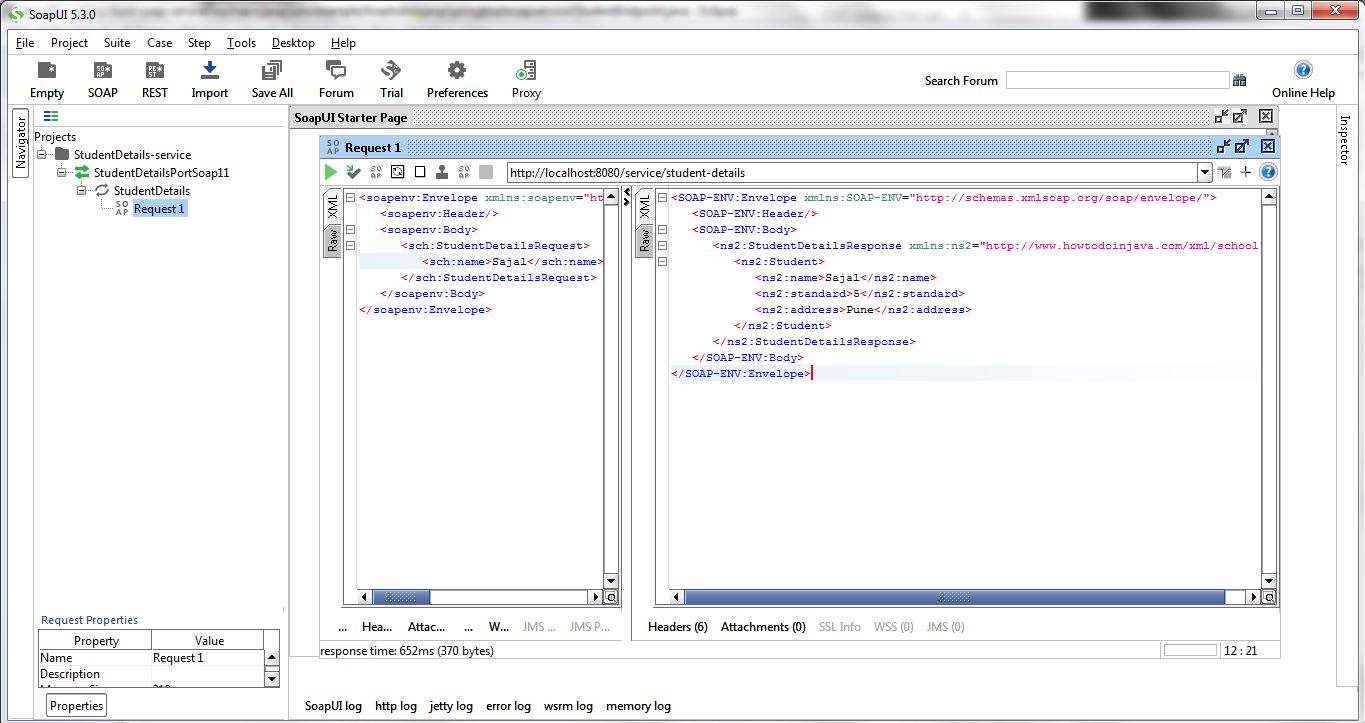 SoapUI 5.3.0
File Project Suite Case Step Tools Desktop Help
Empty SOAP REST Import Save All Forum Trial Preferences Proxy Search Forum Online Help
Navigator
Projects
StudentDetails-service
StudentDetailsPortSoap11
StudentDetails
SO AP Request 1
SoapUI Starter Page
Inspector
SO AP Request 1
http://localhost:8080/service/student-details
XML
Raw
<soapenv:Envelope xmlns:soapenv="ht
<soapenv:Header/>
<soapenv:Body>
<sch:StudentDetailsRequest>
<sch:name>Sajal</sch:name>
</sch:StudentDetailsRequest>
</soapenv:Body>
</soapenv:Envelope>
XML
Raw
<SOAP-ENV:Envelope xmlns:SOAP-ENV="http://schemas.xmlsoap.org/soap/envelope/">
<SOAP-ENV:Header/>
<SOAP-ENV:Body>
<ns2:StudentDetailsResponse xmlns:ns2="http://www.howtodoinjava.com/xml/school"
<ns2:Student>
<ns2:name>Sajal</ns2:name>
<ns2:standard>5</ns2:standard>
<ns2:address>Pune</ns2:address>
</ns2:Student>
</ns2:StudentDetailsResponse>
</SOAP-ENV:Body>
</SOAP-ENV:Envelope>
... Hea... Attac... ... W... JMS ... JMS P...
Headers (6) Attachments (0) SSL Info WSS (0) JMS (0)
response time: 652ms (370 bytes) 12 : 21
Request Properties
Property Value
Name Request 1
Description
Properties
SoapUI log http log jetty log error log wsrm log memory log